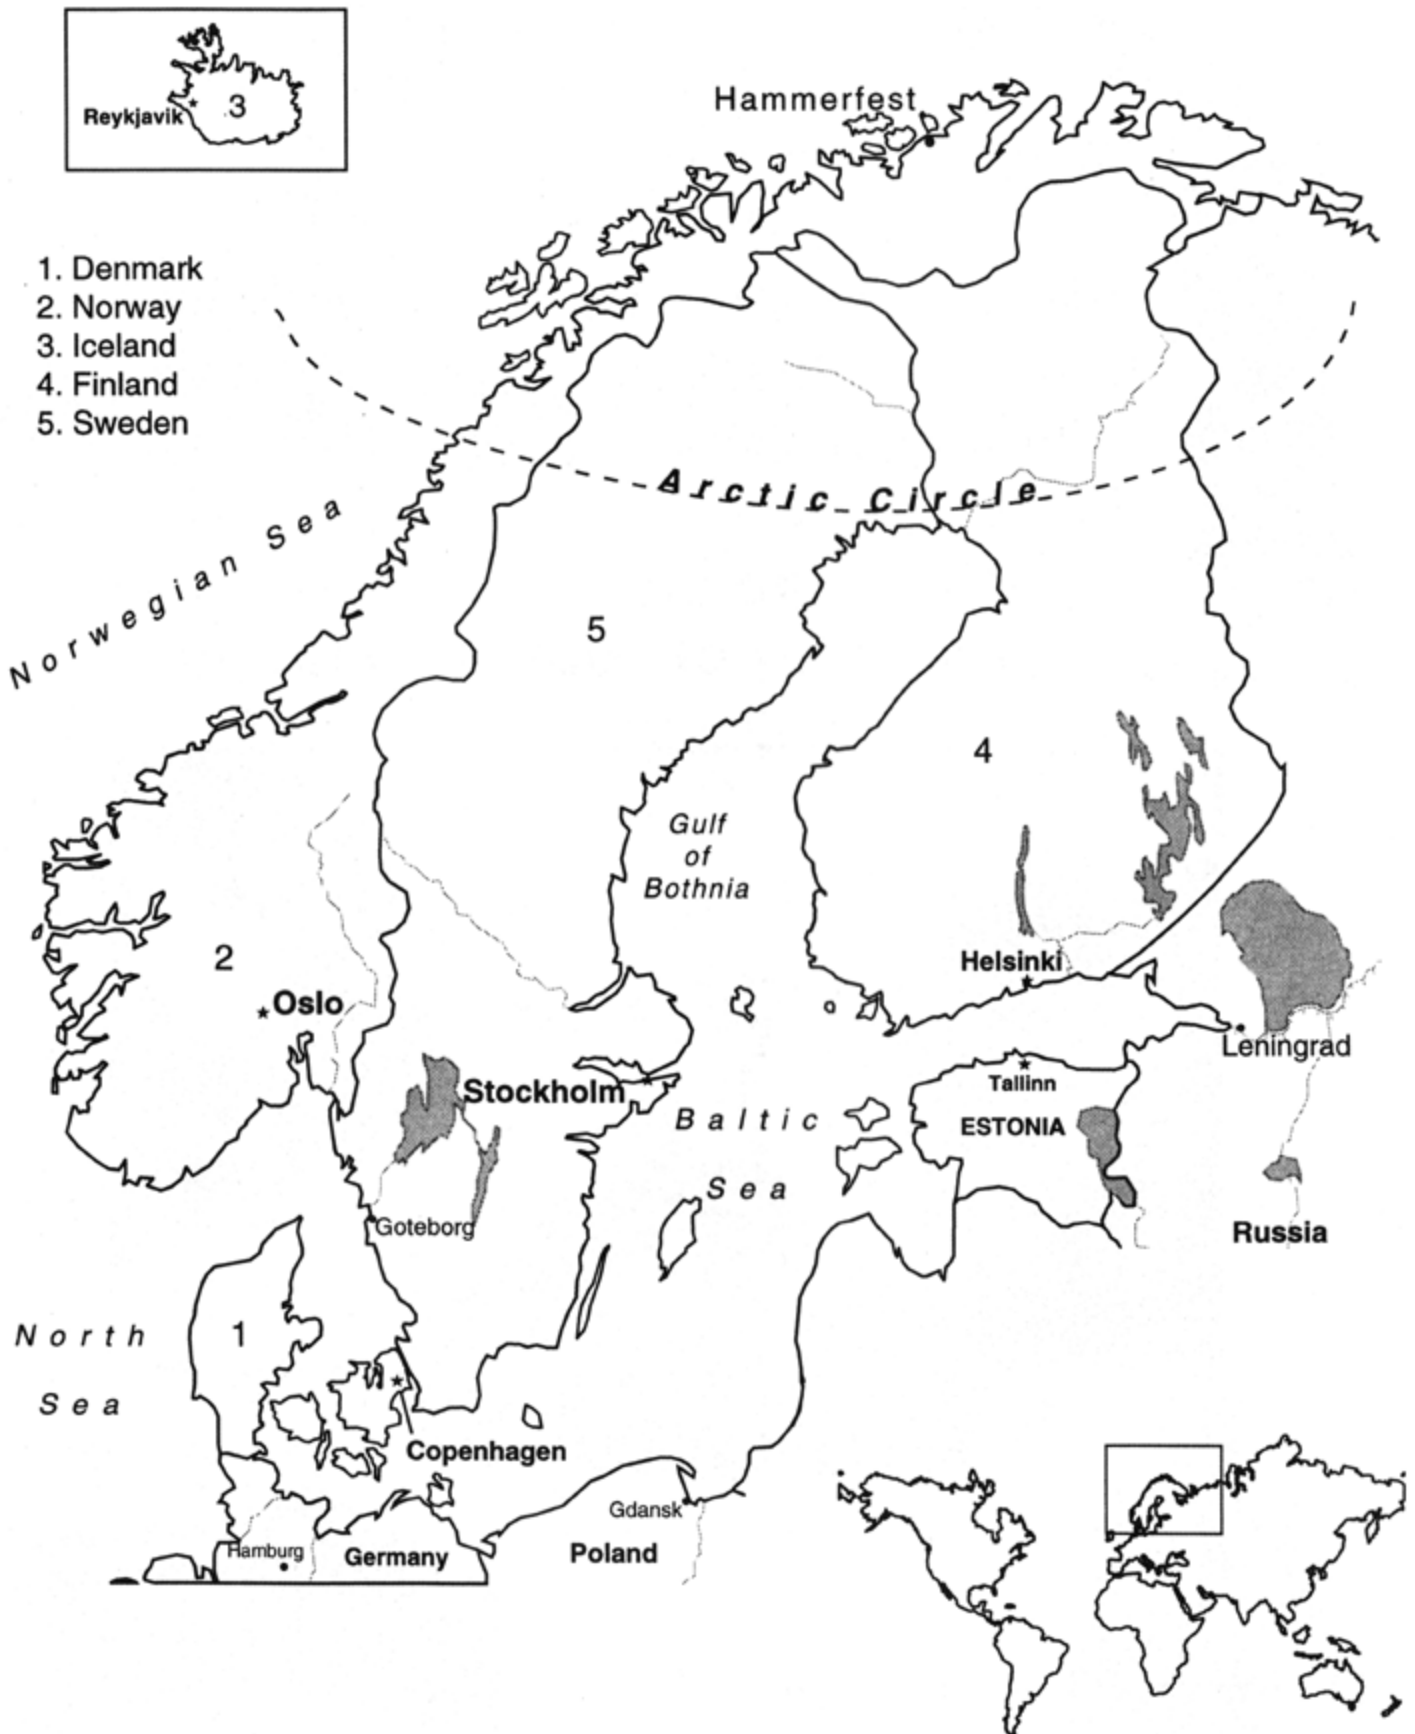 Reykjavik
3
Hammerfest
1. Denmark
2. Norway
3. Iceland
4. Finland
5. Sweden
Arctic Circle
Norwegian Sea
5
4
Gulf
of
Bothnia
2
Oslo
Helsinki
Leningrad
Stockholm
Tallinn
ESTONIA
Baltic
Sea
Goteborg
Russia
North
Sea
1
Copenhagen
Gdansk
Hamburg
Germany
Poland